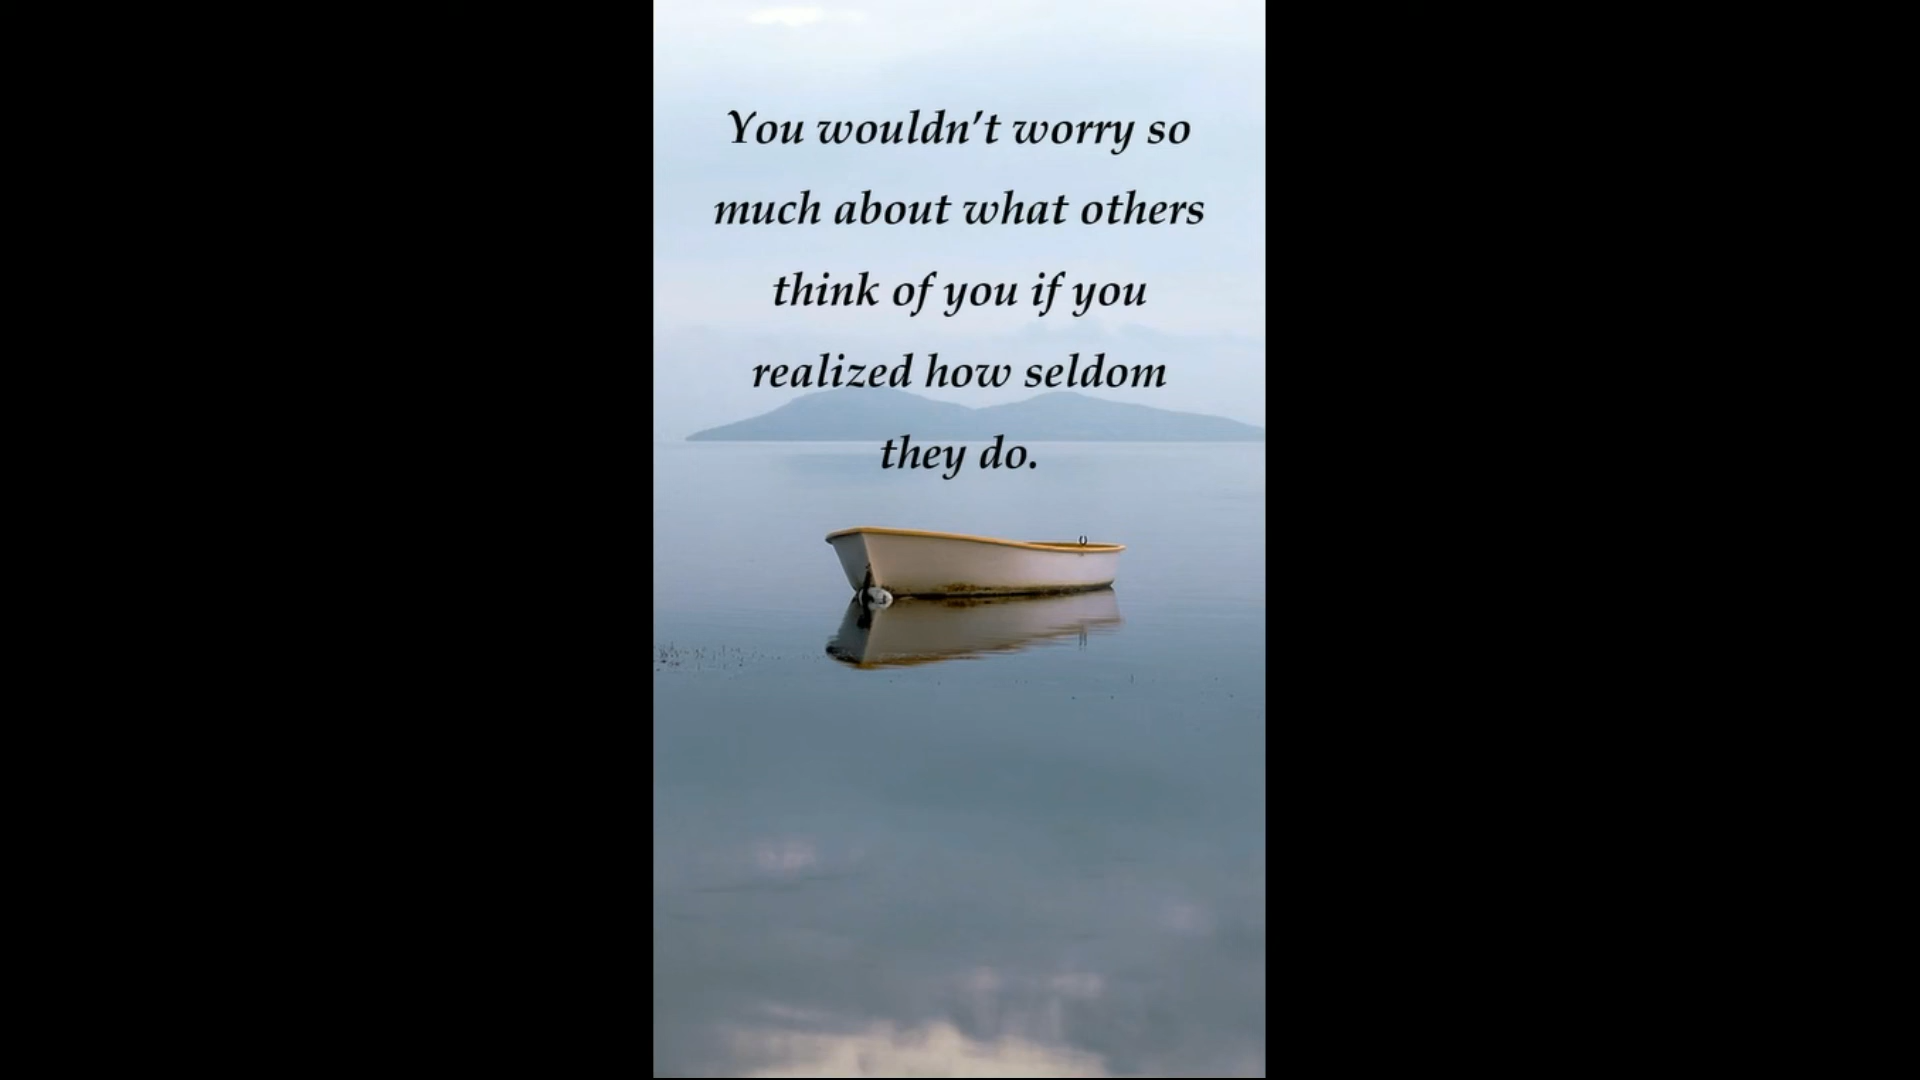 You wouldn’t worry so
much about what others
think of you if you
realized how seldom
they do.